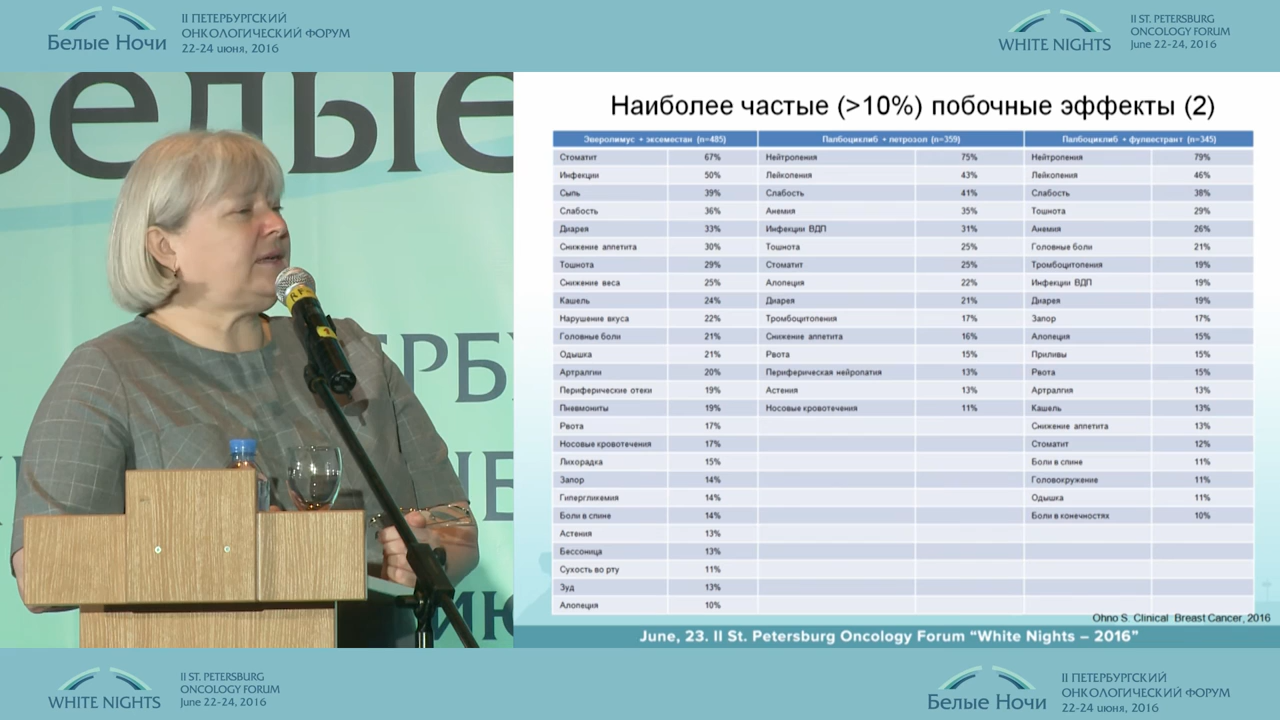 II ПЕТЕРБУРГСКИЙ
ОНКОЛОГИЧЕСКИЙ ФОРУМ
22-24 июня, 2016
Белые Ночи
II ST. PETERSBURG
ONCOLOGY FORUM
June 22-24, 2016
WHITE NIGHTS
Белые
ЕРБУ
ию
Наиболее частые (>10%) побочные эффекты (2)
Эверолимус + эксеместан (n=485) Палбоциклиб + летрозол (n=359) Палбоциклиб + фулвестрант (n=345)
Стоматит 67% Нейтропения 75% Нейтропения 79%
Инфекции 50% Лейкопения 43% Лейкопения 46%
Сыпь 39% Слабость 41% Слабость 38%
Слабость 36% Анемия 35% Тошнота 29%
Диарея 33% Инфекции ВДП 31% Анемия 26%
Снижение аппетита 30% Тошнота 25% Головные боли 21%
Тошнота 29% Стоматит 25% Тромбоцитопения 19%
Снижение веса 25% Алопеция 22% Инфекции ВДП 19%
Кашель 24% Диарея 21% Диарея 19%
Нарушение вкуса 22% Тромбоцитопения 17% Запор 17%
Головные боли 21% Снижение аппетита 16% Алопеция 15%
Одышка 21% Рвота 15% Приливы 15%
Артралгии 20% Периферическая нейропатия 13% Рвота 15%
Периферические отеки 19% Астения 13% Артралгия 13%
Пневмониты 19% Носовые кровотечения 11% Кашель 13%
Рвота 17% Снижение аппетита 13%
Носовые кровотечения 17% Стоматит 12%
Лихорадка 15% Боли в спине 11%
Запор 14% Головокружение 11%
Гипергликемия 14% Одышка 11%
Боли в спине 14% Боли в конечностях 10%
Астения 13%
Бессоница 13%
Сухость во рту 11%
Зуд 13%
Алопеция 10%
Ohno S. Clinical Breast Cancer, 2016
June, 23. II St. Petersburg Oncology Forum “White Nights – 2016”
II ST. PETERSBURG
ONCOLOGY FORUM
June 22-24, 2016
WHITE NIGHTS
II ПЕТЕРБУРГСКИЙ
ОНКОЛОГИЧЕСКИЙ ФОРУМ
22-24 июня, 2016
Белые Ночи